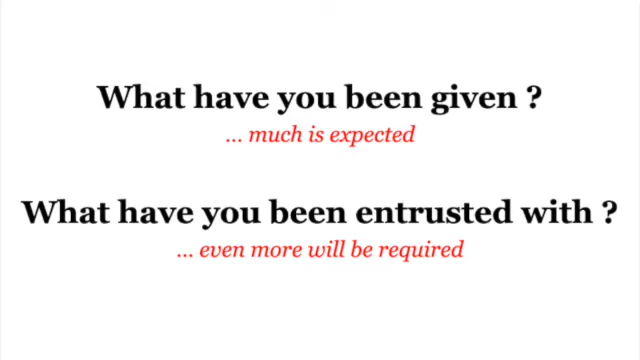 What have you been given ?
... much is expected
What have you been entrusted with ?
... even more will be required